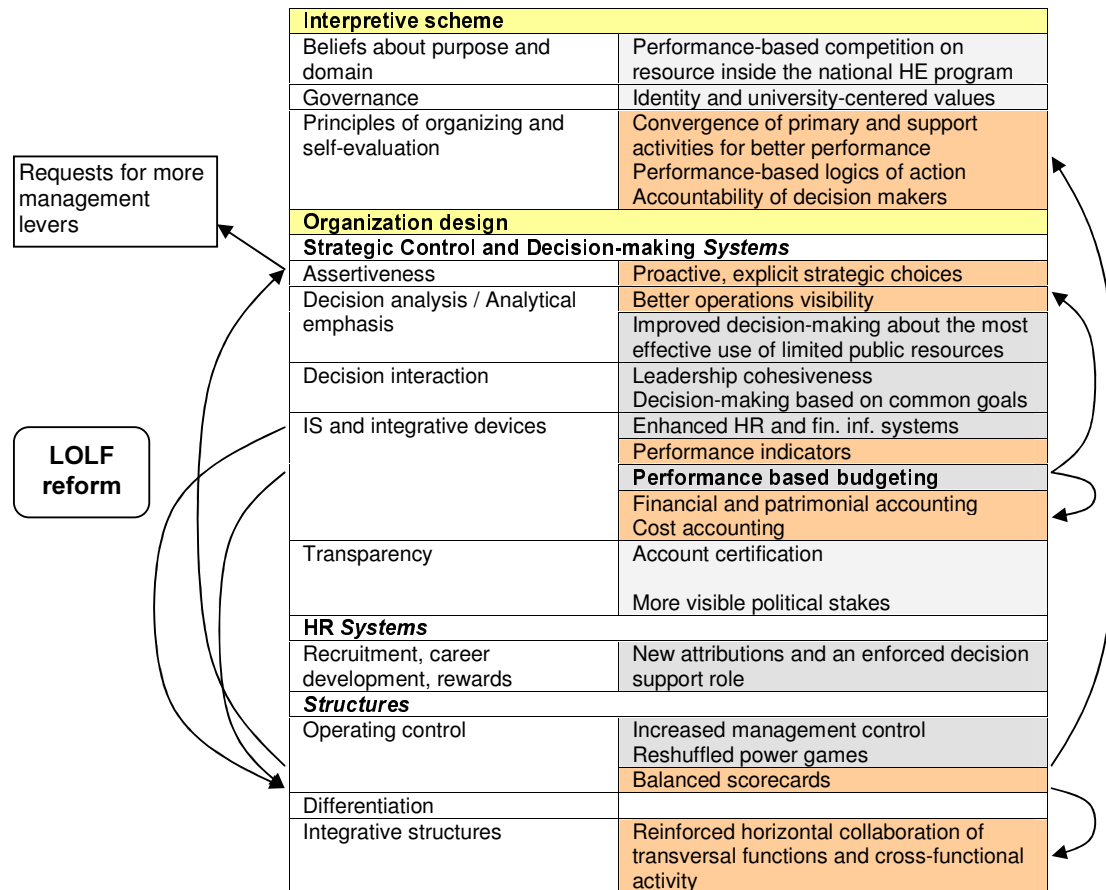 Interpretive scheme
Beliefs about purpose and
domain
Performance-based competition on
resource inside the national HE program
Governance
Identity and university-centered values
Principles of organizing and
self-evaluation
Convergence of primary and support
activities for better performance
Performance-based logics of action
Accountability of decision makers
Requests for more
management
levers
Organization design
Strategic Control and Decision-making Systems
Assertiveness
Proactive, explicit strategic choices
Decision analysis / Analytical
emphasis
Better operations visibility
Improved decision-making about the most
effective use of limited public resources
Decision interaction
Leadership cohesiveness
Decision-making based on common goals
IS and integrative devices
Enhanced HR and fin. inf. systems
Performance indicators
Performance based budgeting
Financial and patrimonial accounting
Cost accounting
LOLF
reform
Transparency
Account certification
More visible political stakes
HR Systems
Recruitment, career
development, rewards
New attributions and an enforced decision
support role
Structures
Operating control
Increased management control
Reshuffled power games
Balanced scorecards
Differentiation
Integrative structures
Reinforced horizontal collaboration of
transversal functions and cross-functional
activity